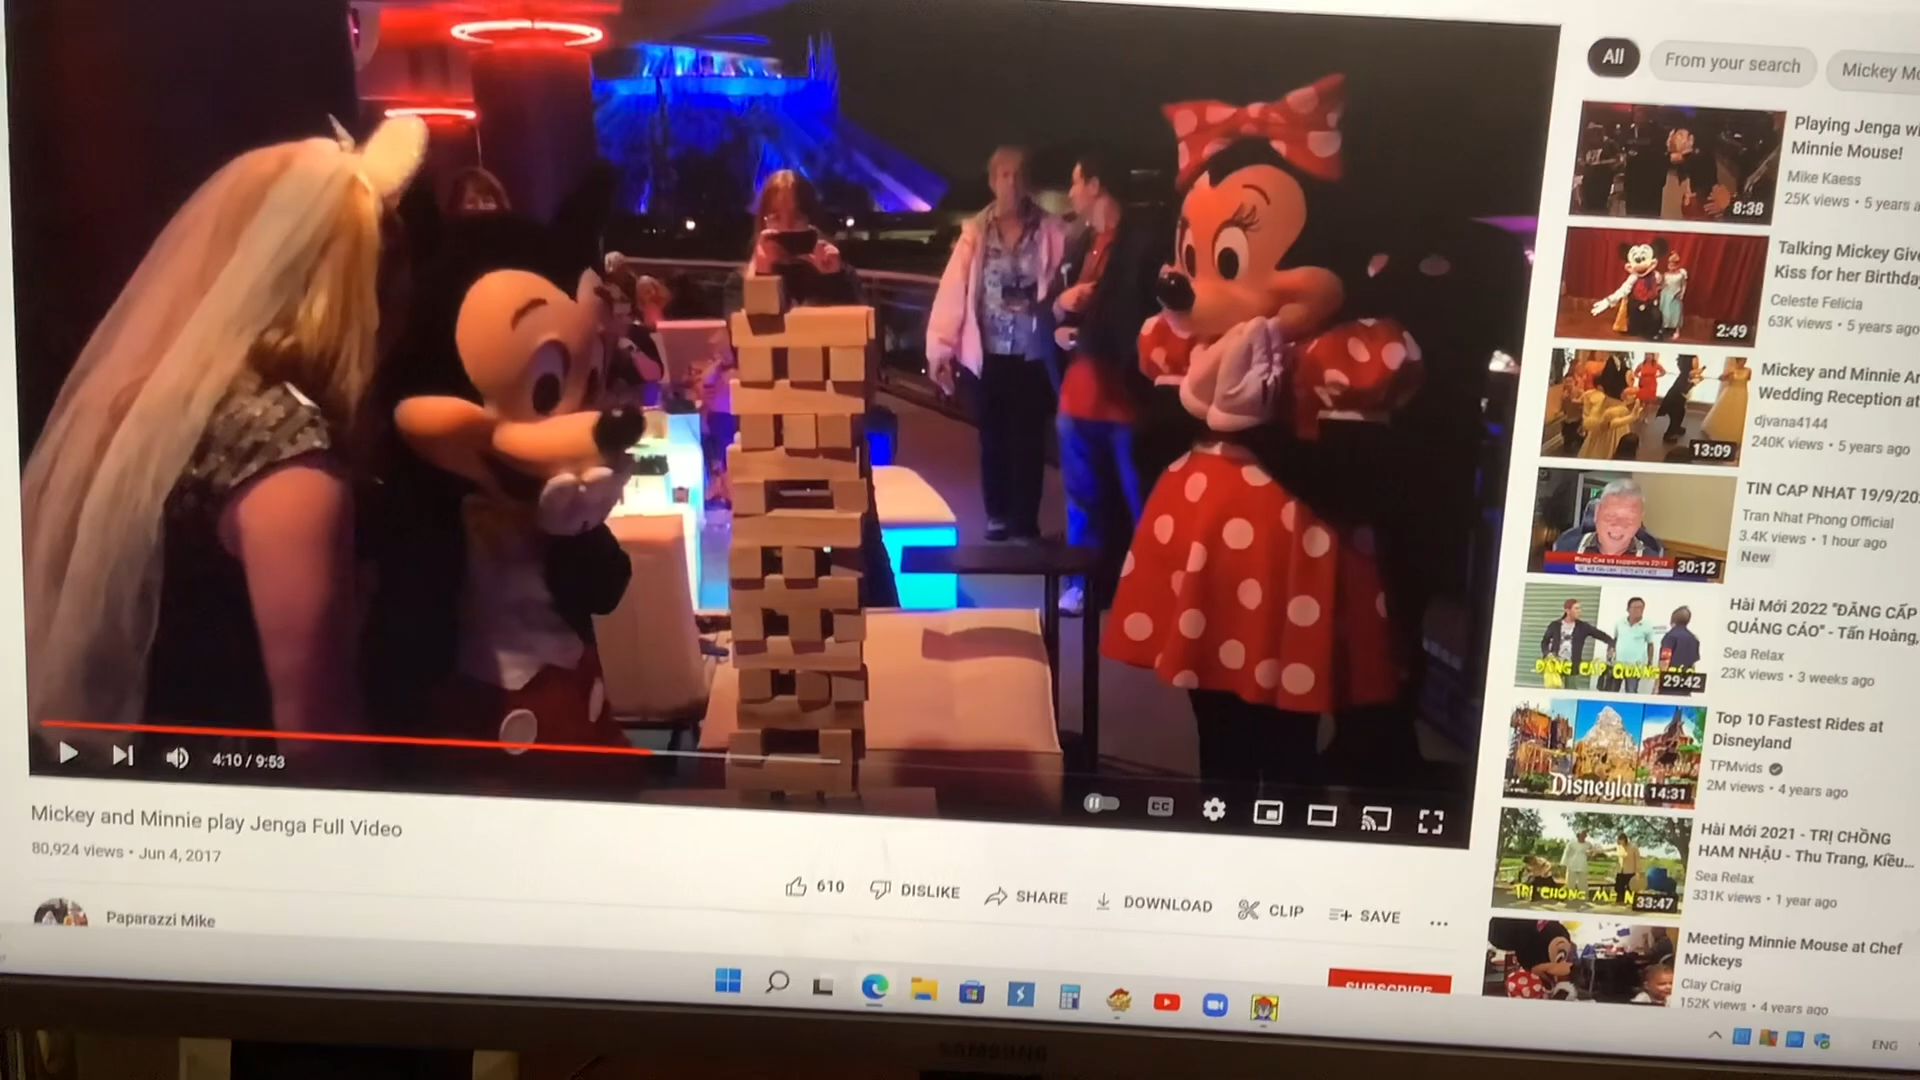 All
From your search
Mickey Mo
Playing Jenga wi
Minnie Mouse!
Mike Kaess
25K views • 5 years a
8:38
Talking Mickey Give
Kiss for her Birthda
Celeste Felicia
63K views • 5 years ago
2:49
Mickey and Minnie Ar
Wedding Reception at
djvana4144
240K views • 5 years ago
13:09
TIN CAP NHAT 19/9/20
Tran Nhat Phong Official
3.4K views • 1 hour ago
New
30:12
Hài Mới 2022 "ĐẲNG CẤP
QUẢNG CÁO" - Tấn Hoàng,
Sea Relax
23K views • 3 weeks ago
29:42
Top 10 Fastest Rides at
Disneyland
TPMvids
2M views • 4 years ago
Disneylan
14:31
Hài Mới 2021 - TRỊ CHỒNG
HAM NHẬU - Thu Trang, Kiều...
Sea Relax
331K views • 1 year ago
33:47
Meeting Minnie Mouse at Chef
Mickeys
Clay Craig
152K views • 4 years ago
4:10 / 9:53
CC
Mickey and Minnie play Jenga Full Video
80,924 views • Jun 4, 2017
610
DISLIKE
SHARE
DOWNLOAD
CLIP
SAVE
...
Paparazzi Mike
SUBSCRIBE
ENG
SAMSUNG